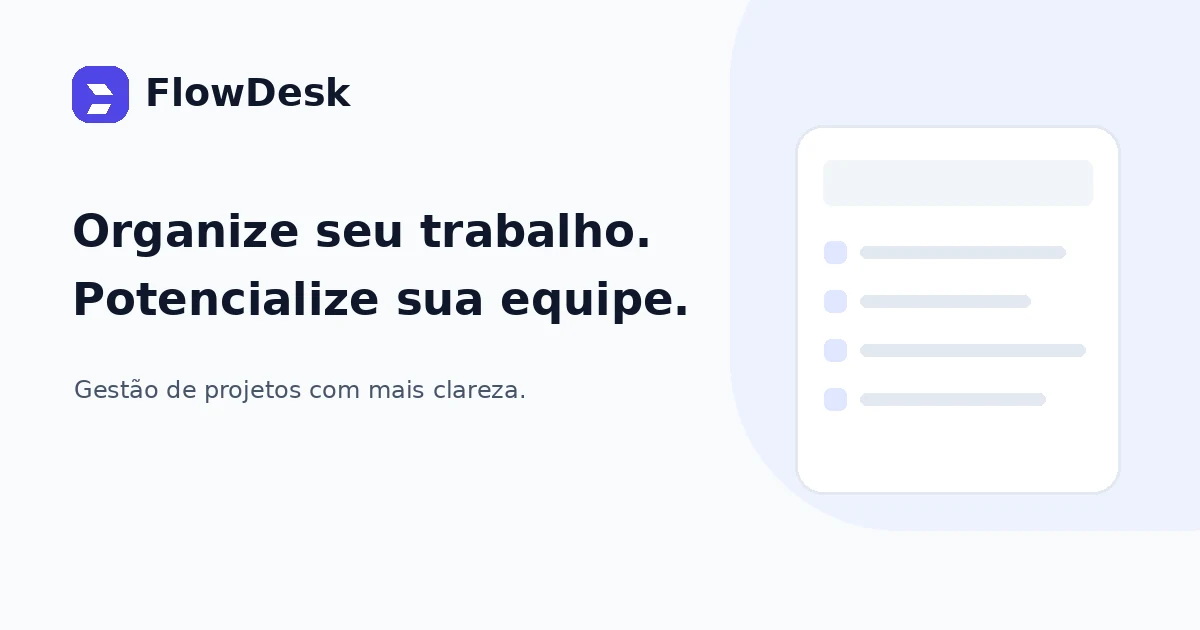 FlowDesk
Organize seu trabalho.
Potencialize sua equipe.
Gestão de projetos com mais clareza.